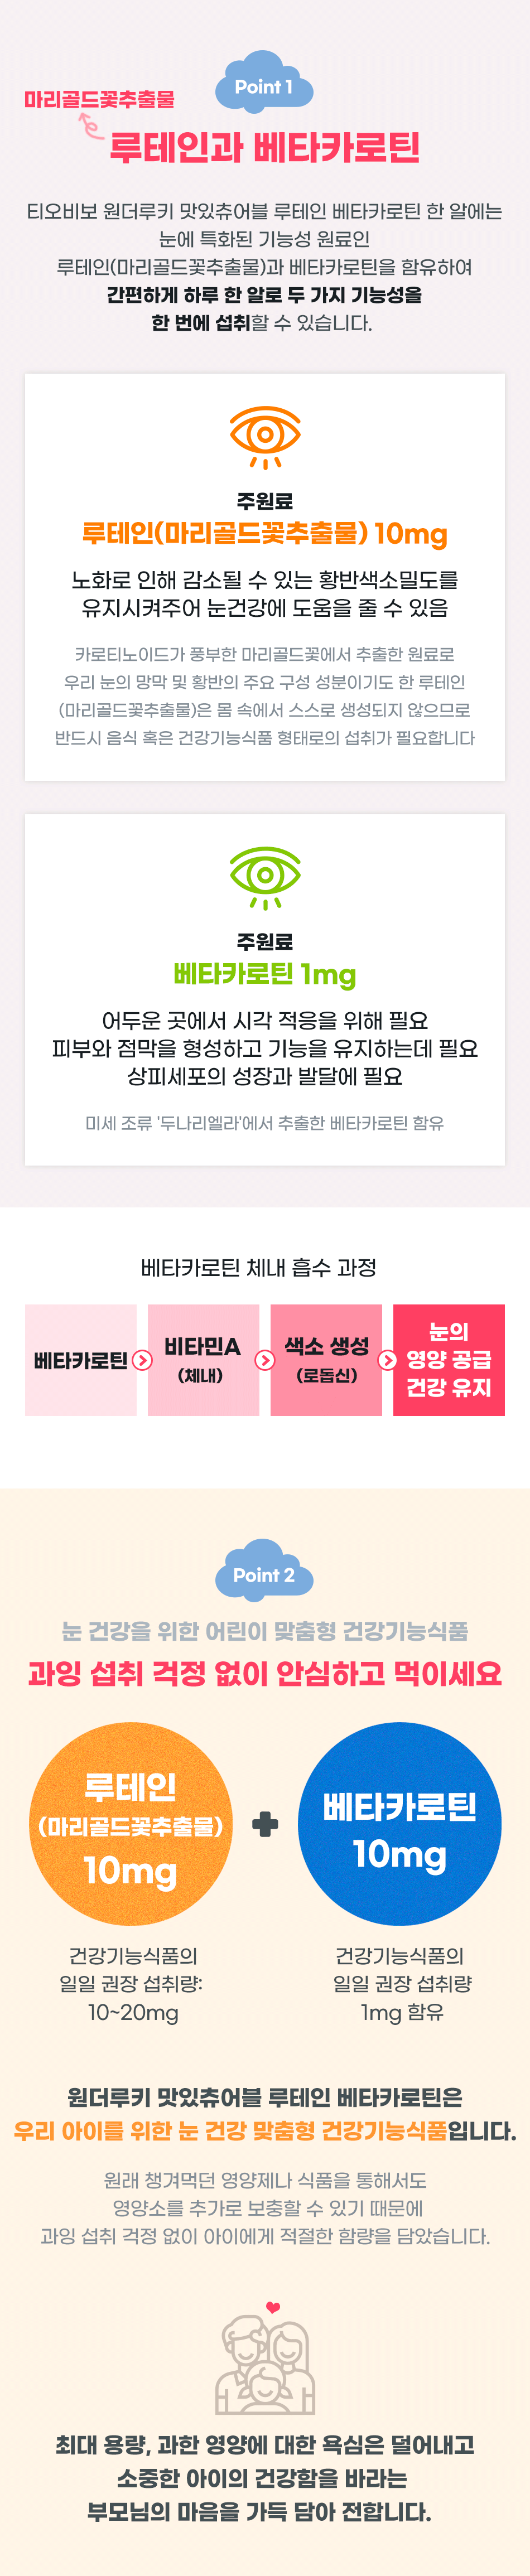 Point 1
마리골드꽃추출물
루테인과 베타카로틴
티오비보 원더루키 맛있츄어블 루테인 베타카로틴 한 알에는
눈에 특화된 기능성 원료인
루테인(마리골드꽃추출물)과 베타카로틴을 함유하여
간편하게 하루 한 알로 두 가지 기능성을
한 번에 섭취할 수 있습니다.
주원료
루테인(마리골드꽃추출물) 10mg
노화로 인해 감소될 수 있는 황반색소밀도를
유지시켜주어 눈건강에 도움을 줄 수 있음
카로티노이드가 풍부한 마리골드꽃에서 추출한 원료로
우리 눈의 망막 및 황반의 주요 구성 성분이기도 한 루테인
(마리골드꽃추출물)은 몸 속에서 스스로 생성되지 않으므로
반드시 음식 혹은 건강기능식품 형태로의 섭취가 필요합니다
주원료
베타카로틴 1mg
어두운 곳에서 시각 적응을 위해 필요
피부와 점막을 형성하고 기능을 유지하는데 필요
상피세포의 성장과 발달에 필요
미세 조류 '두나리엘라'에서 추출한 베타카로틴 함유
베타카로틴 체내 흡수 과정
베타카로틴
비타민A
(체내)
색소 생성
(로돕신)
눈의
영양 공급
건강 유지
Point 2
눈 건강을 위한 어린이 맞춤형 건강기능식품
과잉 섭취 걱정 없이 안심하고 먹이세요
루테인
(마리골드꽃추출물)
10mg
베타카로틴
10mg
건강기능식품의
일일 권장 섭취량:
10~20mg
건강기능식품의
일일 권장 섭취량
1mg 함유
원더루키 맛있츄어블 루테인 베타카로틴은
우리 아이를 위한 눈 건강 맞춤형 건강기능식품입니다.
원래 챙겨먹던 영양제나 식품을 통해서도
영양소를 추가로 보충할 수 있기 때문에
과잉 섭취 걱정 없이 아이에게 적절한 함량을 담았습니다.
최대 용량, 과한 영양에 대한 욕심은 덜어내고
소중한 아이의 건강함을 바라는
부모님의 마음을 가득 담아 전합니다.